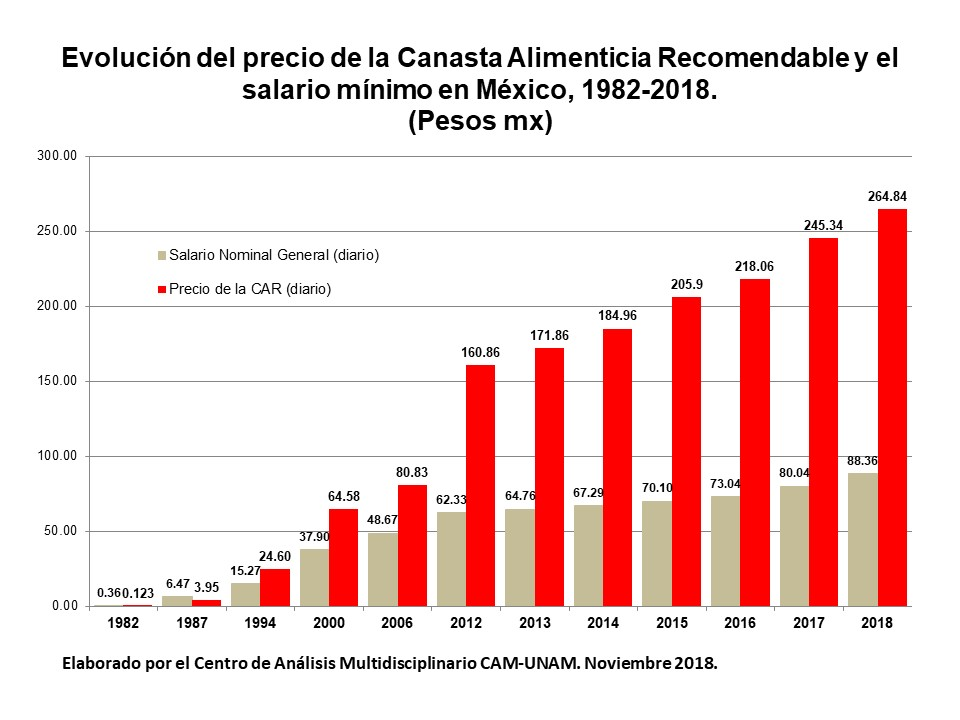 Evolución del precio de la Canasta Alimenticia Recomendable y el
salario mínimo en México, 1982-2018.
(Pesos mx)
300.00
250.00
200.00
150.00
100.00
50.00
0.00
Salario Nominal General (diario)
Precio de la CAR (diario)
0.36 0.123
6.47 3.95
15.27 24.60
37.90 64.58
48.67 80.83
62.33 160.86
64.76 171.86
67.29 184.96
70.10 205.9
73.04 218.06
80.04 245.34
88.36 264.84
1982 1987 1994 2000 2006 2012 2013 2014 2015 2016 2017 2018
Elaborado por el Centro de Análisis Multidisciplinario CAM-UNAM. Noviembre 2018.